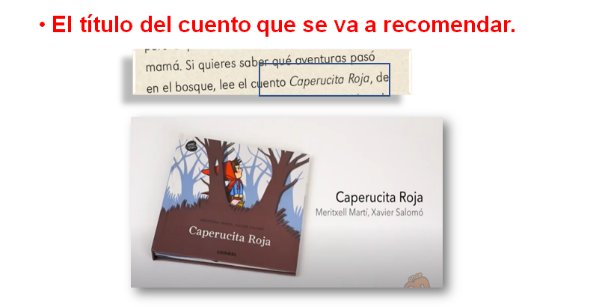 • El título del cuento que se va a recomendar.
mamá. Si quieres saber qué aventuras pasó
en el bosque, lee el cuento Caperucita Roja, de
Caperucita Roja
Meritxell Martí, Xavier Salomó
Caperucita Roja